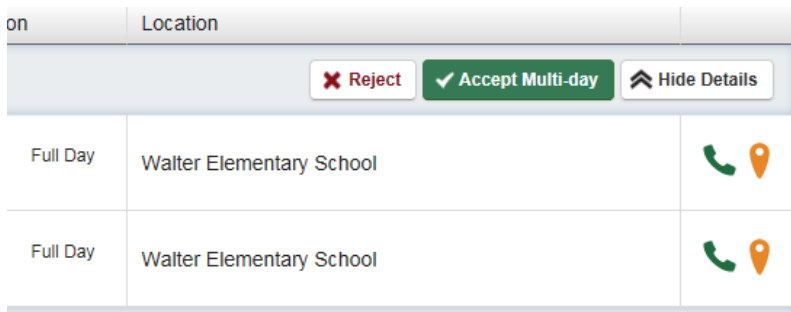 on Location
Reject Accept Multi-day Hide Details
Full Day Walter Elementary School
Full Day Walter Elementary School